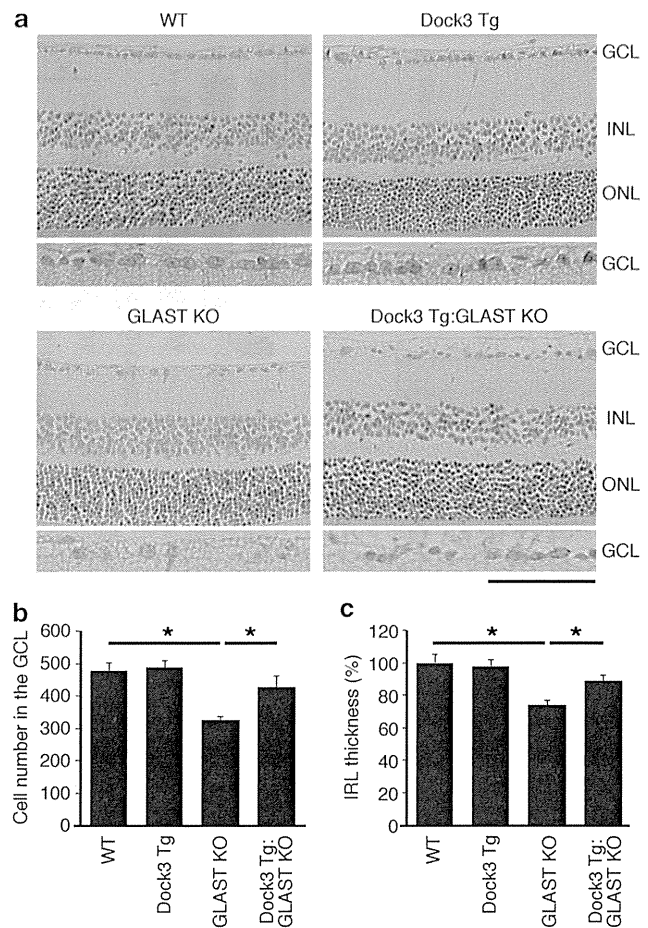 a
WT
Dock3 Tg
GCL
INL
ONL
GCL
GLAST KO
Dock3 Tg:GLAST KO
GCL
INL
ONL
GCL
b
Cell number in the GCL
600
500
400
300
200
100
0
*
*
WT
Dock3 Tg
GLAST KO
Dock3 Tg:
GLAST KO
c
IRL thickness (%)
120
100
80
60
40
20
0
*
*
WT
Dock3 Tg
GLAST KO
Dock3 Tg:
GLAST KO